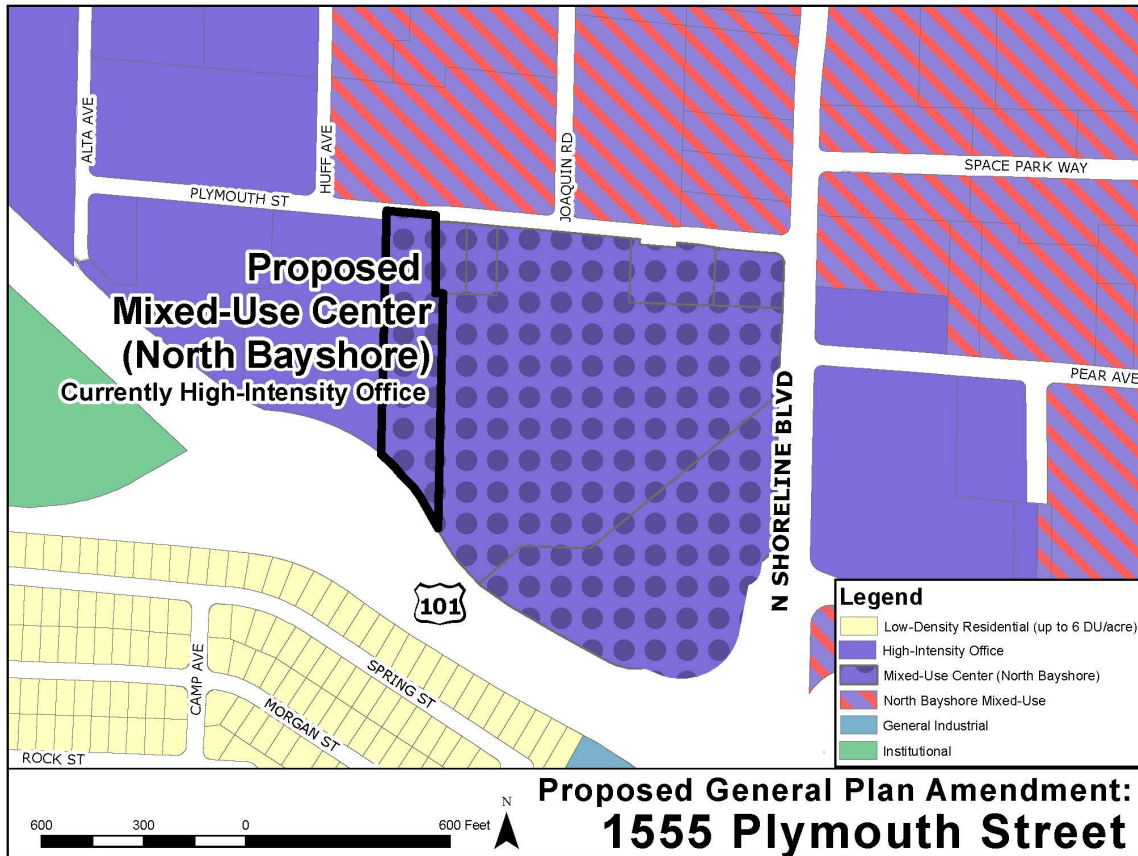 ALTA AVE
HUFF AVE
JOAQUIN RD
SPACE PARK WAY
PLYMOUTH ST
Proposed
Mixed-Use Center
(North Bayshore)
Currently High-Intensity Office
PEAR AVE
N SHORELINE BLVD
101
CAMP AVE
SPRING ST
MORGAN ST
ROCK ST
Legend
Low-Density Residential (up to 6 DU/acre)
High-Intensity Office
Mixed-Use Center (North Bayshore)
North Bayshore Mixed-Use
General Industrial
Institutional
600 300 0 600 Feet
N
Proposed General Plan Amendment:
1555 Plymouth Street